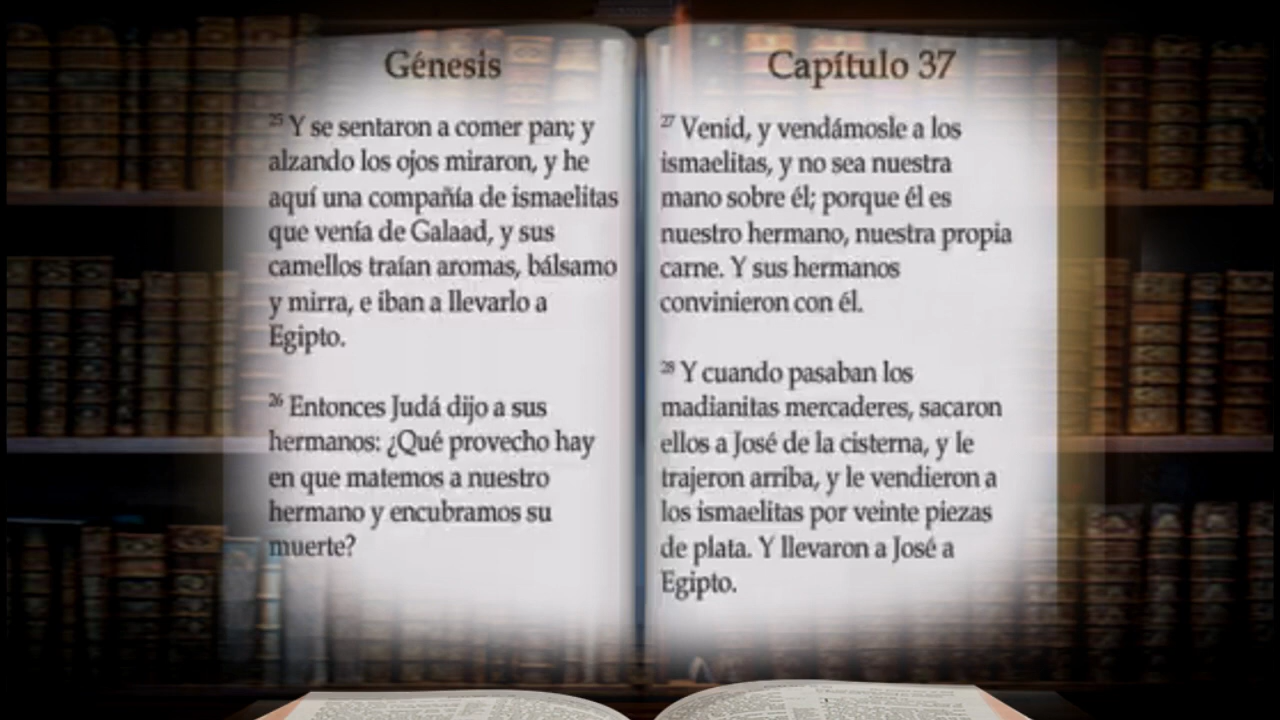 Génesis
25 Y se sentaron a comer pan; y
alzando los ojos miraron, y he
aquí una compañía de ismaelitas
que venía de Galaad, y sus
camellos traían aromas, bálsamo
y mirra, e iban a llevarlo a
Egipto.
26 Entonces Judá dijo a sus
hermanos: ¿Qué provecho hay
en que matemos a nuestro
hermano y encubramos su
muerte?
Capítulo 37
27 Venid, y vendámosle a los
ismaelitas, y no sea nuestra
mano sobre él; porque él es
nuestro hermano, nuestra propia
carne. Y sus hermanos
convinieron con él.
28 Y cuando pasaban los
madianitas mercaderes, sacaron
ellos a José de la cisterna, y le
trajeron arriba, y le vendieron a
los ismaelitas por veinte piezas
de plata. Y llevaron a José a
Egipto.